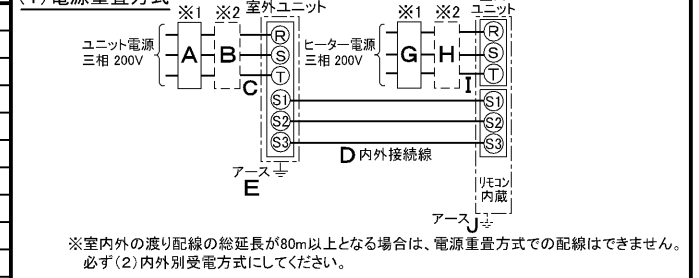 (1)電源重畳方式
※1 ※2 室外ユニット
※1 ※2 ユニット
ユニット電源
三相 200V
A
B
C
R
S
T
ヒーター電源
三相 200V
G
H
I
R
S
T
S1
S2
S3
S1
S2
S3
D 内外接続線
アース
E
リモコン
内蔵
アース J
※室内外の渡り配線の総延長が80m以上となる場合は、電源重畳方式での配線はできません。
必ず(2)内外別受電方式にしてください。